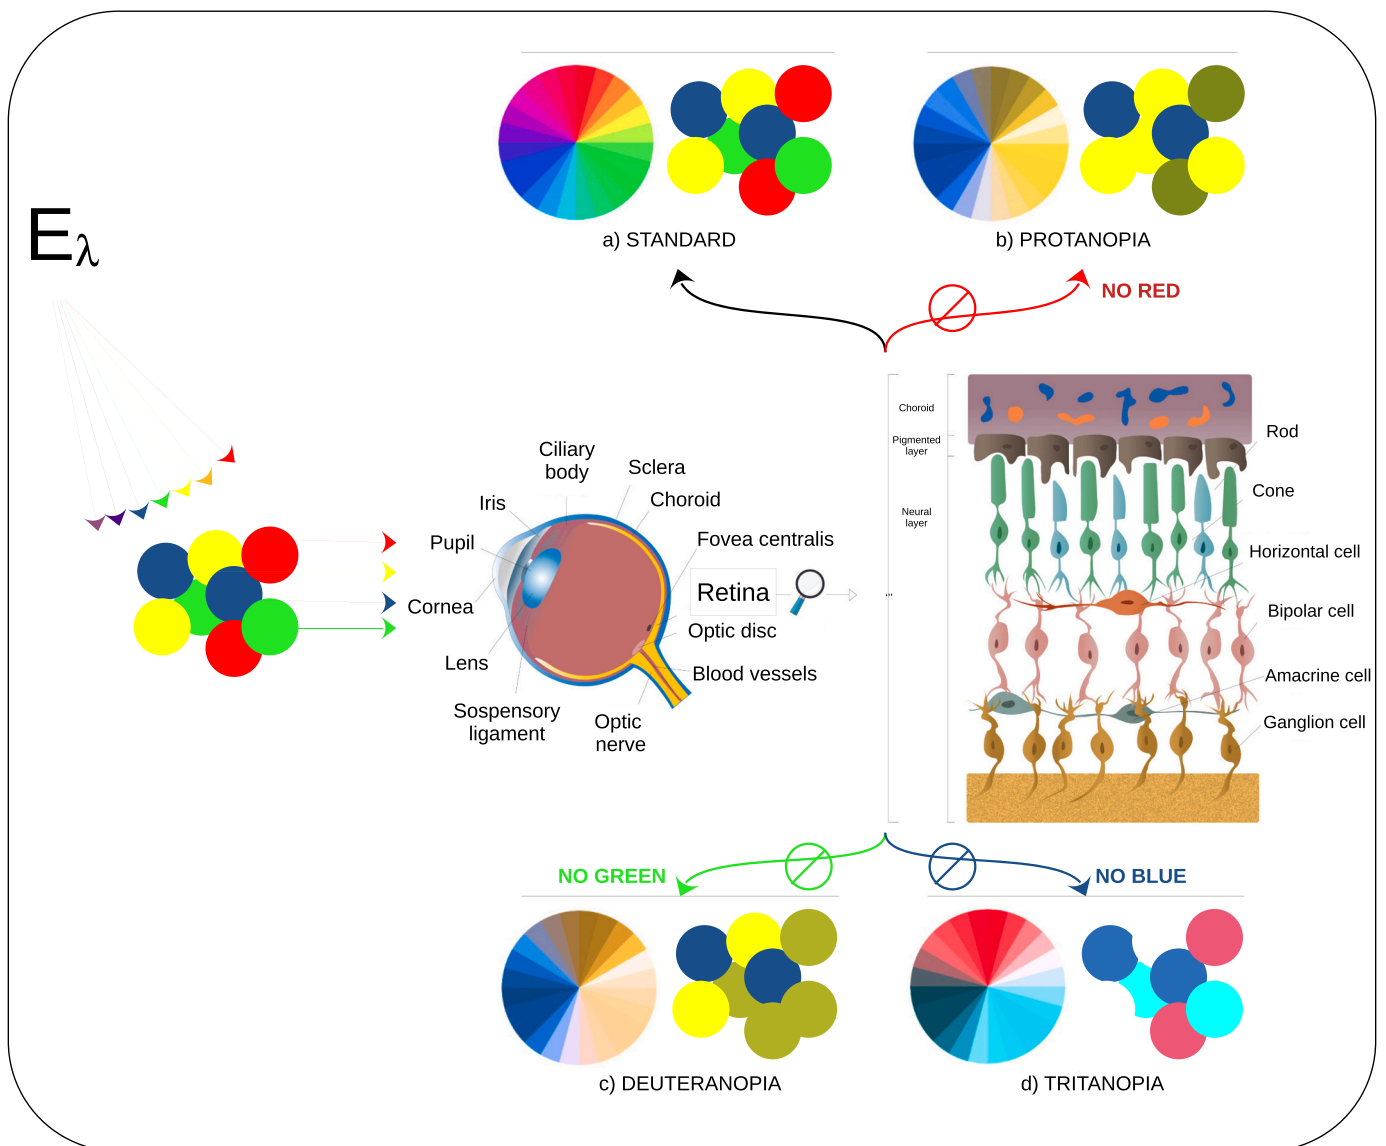 a) STANDARD
b) PROTANOPIA
Eλ
NO RED
Choroid
Pigmented
layer
Neural
layer
Rod
Cone
Horizontal cell
Bipolar cell
Amacrine cell
Ganglion cell
Ciliary
body
Sclera
Iris
Choroid
Pupil
Fovea centralis
Cornea
Retina
Optic disc
Lens
Blood vessels
Sospensory
ligament
Optic
nerve
NO GREEN
NO BLUE
c) DEUTERANOPIA
d) TRITANOPIA